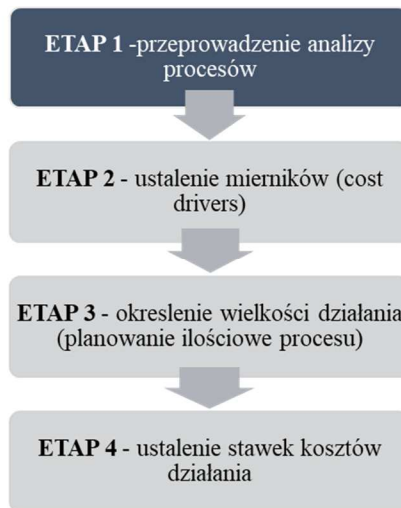 ETAP 1 -przeprowadzenie analizy
procesów
ETAP 2 - ustalenie mierników (cost
drivers)
ETAP 3 - okreslenie wielkości działania
(planowanie ilościowe procesu)
ETAP 4 - ustalenie stawek kosztów
działania